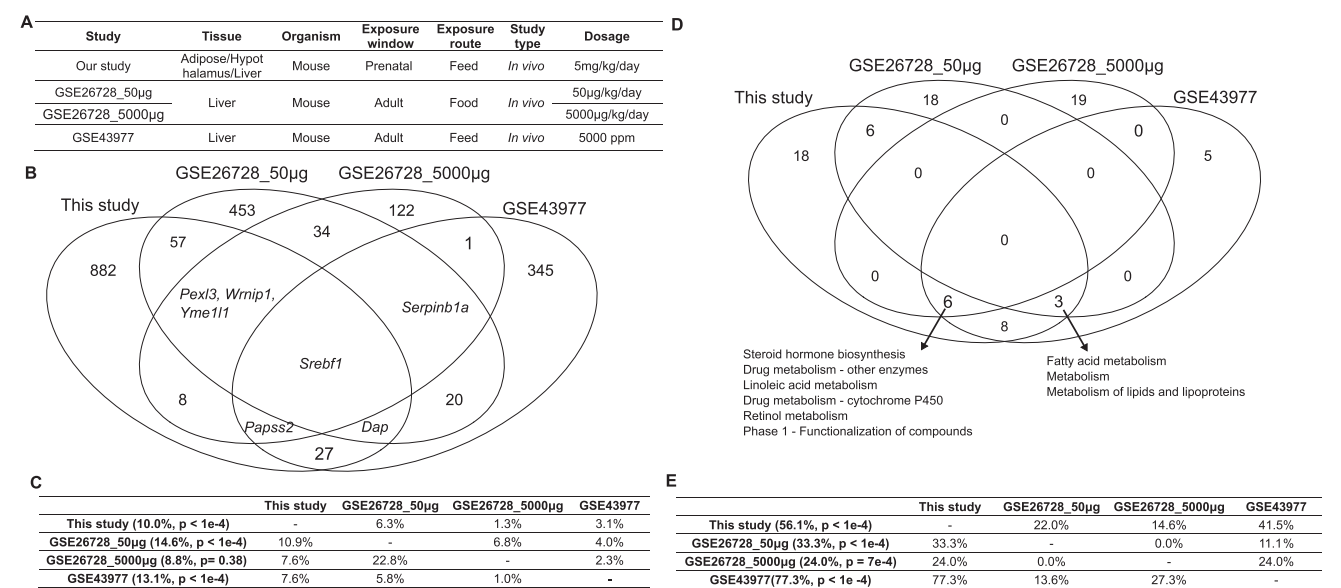 A
Study Tissue Organism Exposure window Exposure route Study type Dosage
Our study Adipose/Hypot halamus/Liver Mouse Prenatal Feed In vivo 5mg/kg/day
GSE26728_50µg Liver Mouse Adult Food In vivo 50µg/kg/day
GSE26728_5000µg 5000µg/kg/day
GSE43977 Liver Mouse Adult Feed In vivo 5000 ppm
B
GSE26728_50µg GSE26728_5000µg
This study GSE43977
453 122
34
57 1
882 345
Pexl3, Wrnip1,
Yme1l1
Serpinb1a
Srebf1
8 20
Papss2 Dap
27
C
This study GSE26728_50µg GSE26728_5000µg GSE43977
This study (10.0%, p < 1e-4) - 6.3% 1.3% 3.1%
GSE26728_50µg (14.6%, p < 1e-4) 10.9% - 6.8% 4.0%
GSE26728_5000µg (8.8%, p= 0.38) 7.6% 22.8% - 2.3%
GSE43977 (13.1%, p < 1e-4) 7.6% 5.8% 1.0% -
D
GSE26728_50µg GSE26728_5000µg
This study GSE43977
18 19
0
6 0
18 5
0 0
0
0 0
6 3
8
Steroid hormone biosynthesis
Drug metabolism - other enzymes
Linoleic acid metabolism
Drug metabolism - cytochrome P450
Retinol metabolism
Phase 1 - Functionalization of compounds
Fatty acid metabolism
Metabolism
Metabolism of lipids and lipoproteins
E
This study GSE26728_50µg GSE26728_5000µg GSE43977
This study (56.1%, p < 1e-4) - 22.0% 14.6% 41.5%
GSE26728_50µg (33.3%, p < 1e-4) 33.3% - 0.0% 11.1%
GSE26728_5000µg (24.0%, p = 7e-4) 24.0% 0.0% - 24.0%
GSE43977(77.3%, p < 1e -4) 77.3% 13.6% 27.3% -